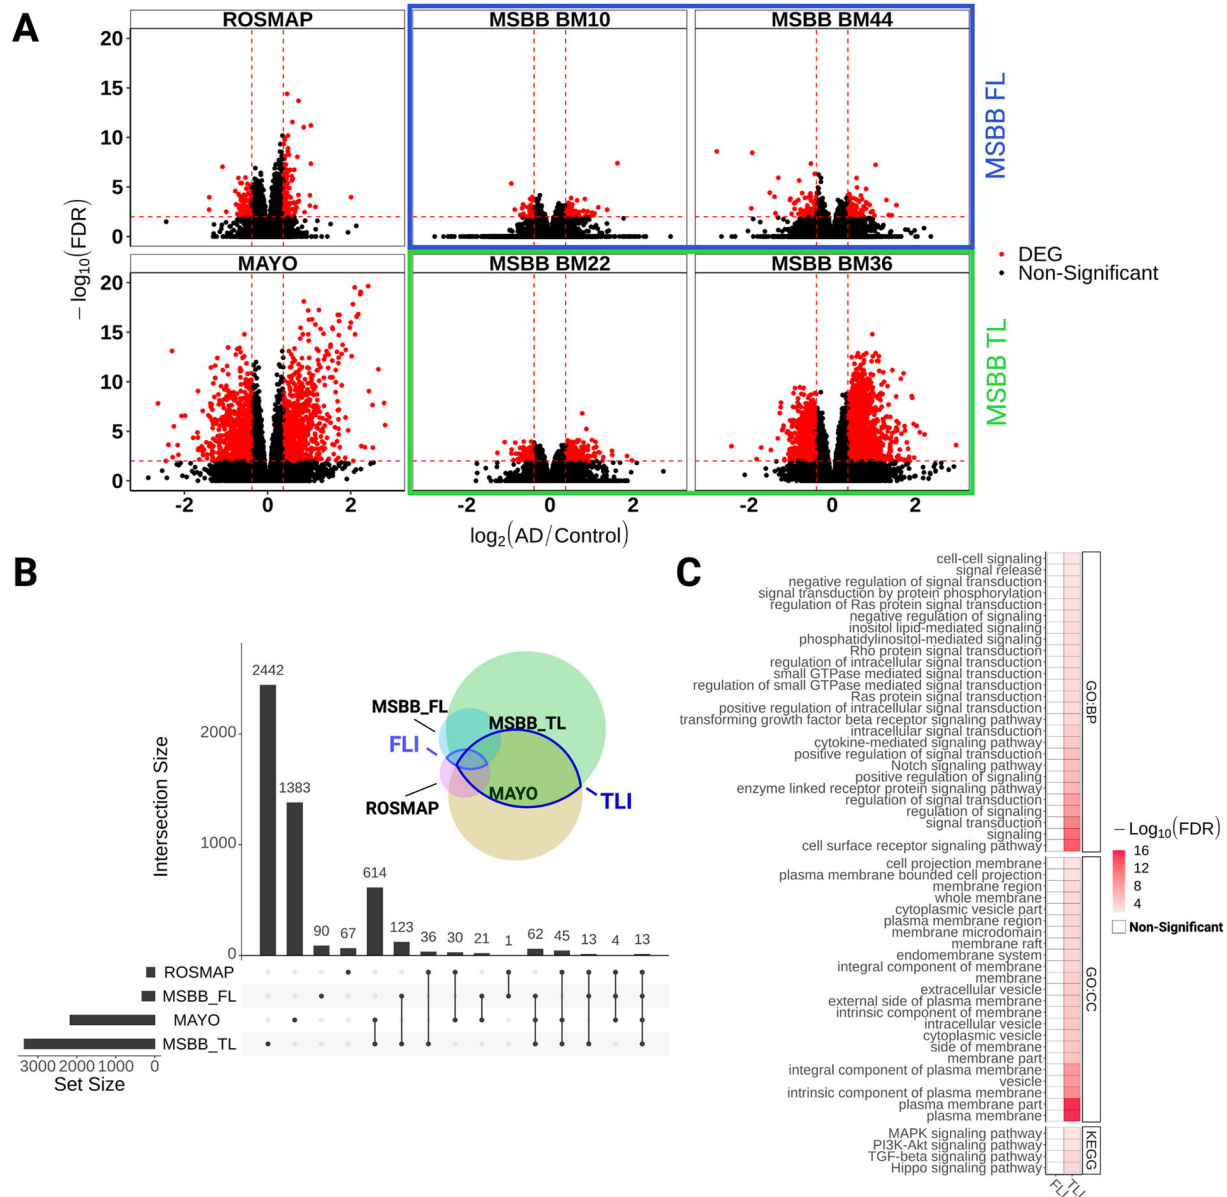 A
ROSMAP
MSBB BM10
MSBB BM44
20
15
10
5
0
MSBB FL
MAYO
MSBB BM22
MSBB BM36
20
15
10
5
0
MSBB TL
− log10(FDR)
-2 0 2
-2 0 2
-2 0 2
log2(AD/Control)
DEG
Non-Significant
B
Intersection Size
2000
1000
0
2442
1383
90
67
614
123
36
30
21
1
62
45
13
4
13
MSBB_FL
MSBB_TL
FLI
ROSMAP
MAYO
TLI
ROSMAP
MSBB_FL
MAYO
MSBB_TL
3000 2000 1000 0
Set Size
C
cell-cell signaling
signal release
negative regulation of signal transduction
signal transduction by protein phosphorylation
regulation of Ras protein signal transduction
negative regulation of signaling
inositol lipid-mediated signaling
phosphatidylinositol-mediated signaling
Rho protein signal transduction
regulation of intracellular signal transduction
small GTPase mediated signal transduction
regulation of small GTPase mediated signal transduction
Ras protein signal transduction
positive regulation of intracellular signal transduction
transforming growth factor beta receptor signaling pathway
intracellular signal transduction
cytokine-mediated signaling pathway
positive regulation of signal transduction
Notch signaling pathway
positive regulation of signaling
enzyme linked receptor protein signaling pathway
regulation of signal transduction
regulation of signaling
signal transduction
signaling
cell surface receptor signaling pathway
GO:BP
cell projection membrane
plasma membrane bounded cell projection
membrane region
whole membrane
cytoplasmic vesicle part
plasma membrane region
membrane microdomain
membrane raft
endomembrane system
integral component of membrane
membrane
extracellular vesicle
external side of plasma membrane
intrinsic component of membrane
intracellular vesicle
cytoplasmic vesicle
side of membrane
membrane part
integral component of plasma membrane
vesicle
intrinsic component of plasma membrane
plasma membrane part
plasma membrane
GO:CC
MAPK signaling pathway
PI3K-Akt signaling pathway
TGF-beta signaling pathway
Hippo signaling pathway
KEGG
FLI
TLI
− Log10(FDR)
16
12
8
4
Non-Significant